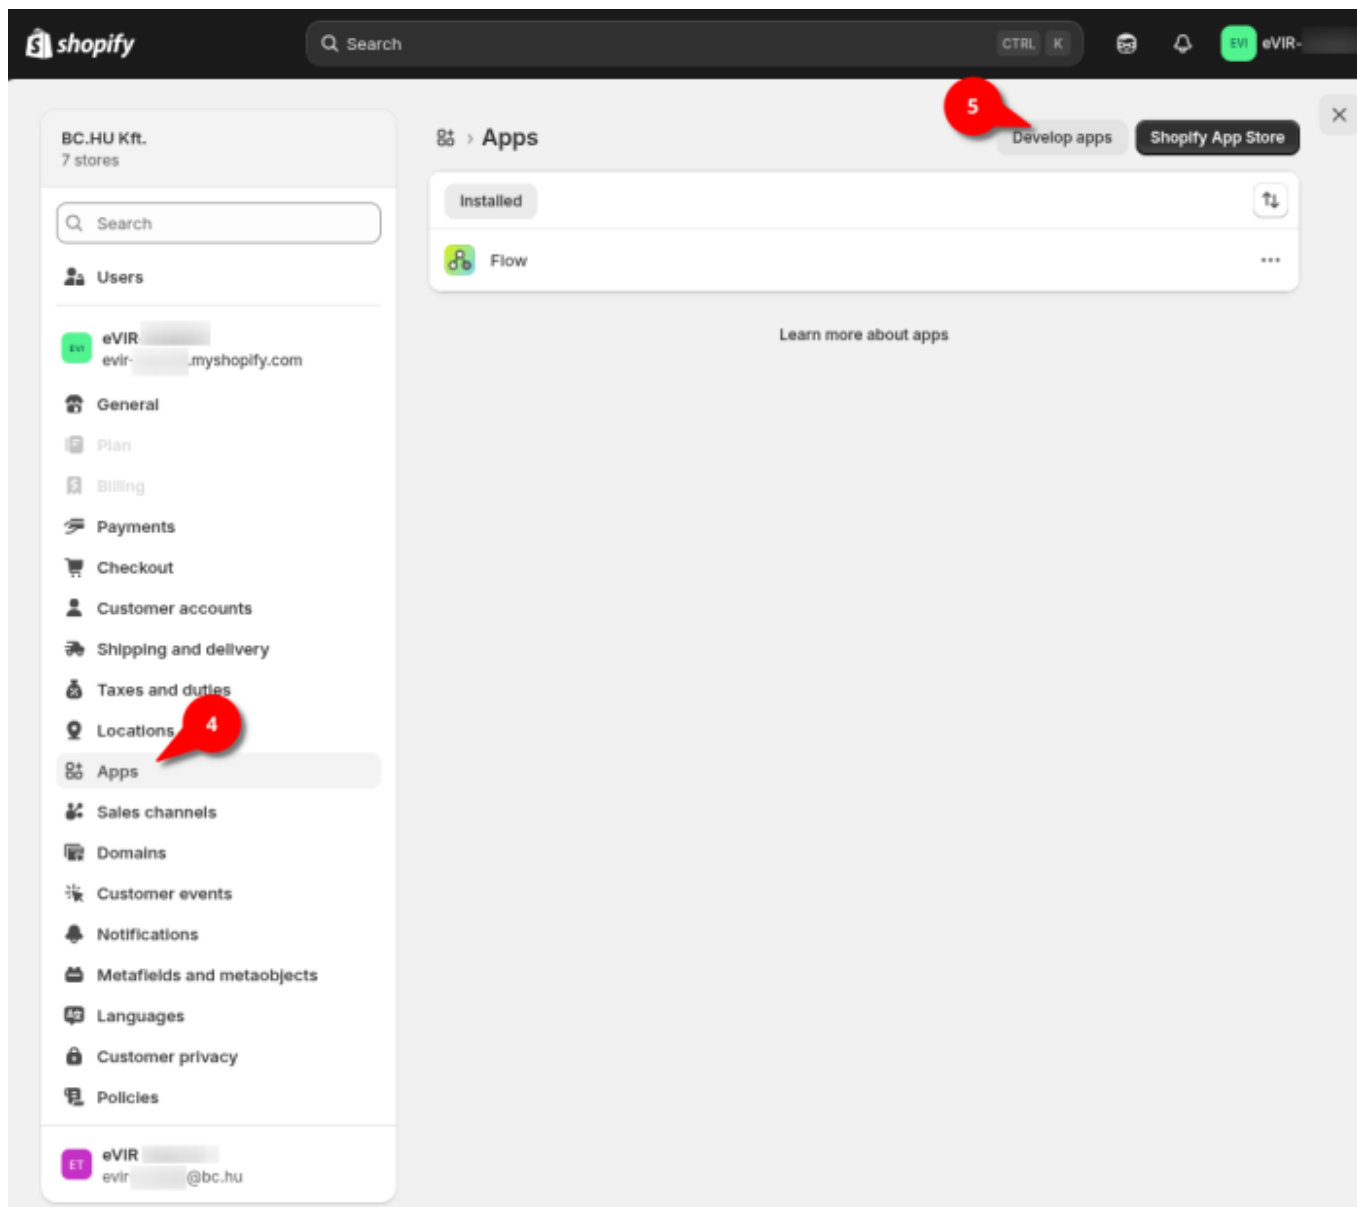 shopify
Search
CTRL K
EVI
eVIR-
BC.HU Kft.
7 stores
Search
Users
EVI
eVIR
evir- .myshopify.com
General
Plan
Billing
Payments
Checkout
Customer accounts
Shipping and delivery
Taxes and duties
Locations
4
Apps
Sales channels
Domains
Customer events
Notifications
Metafields and metaobjects
Languages
Customer privacy
Policies
ET
eVIR
evir @bc.hu
› Apps
5
Develop apps
Shopify App Store
Installed
Flow
Learn more about apps